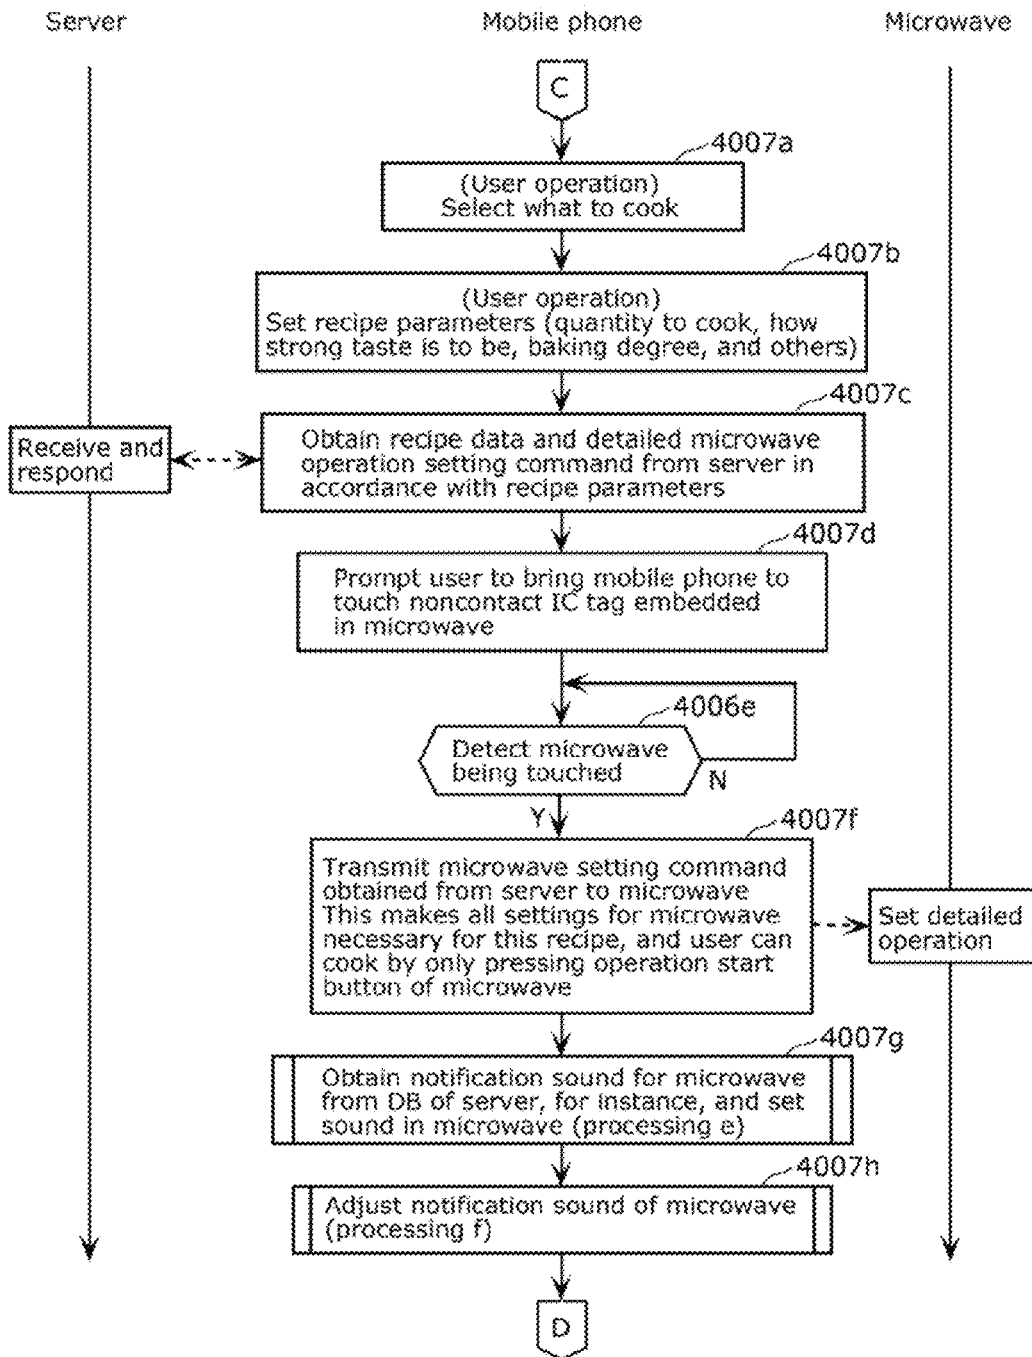 Server
Mobile phone
Microwave
C
4007a
(User operation)
Select what to cook
4007b
(User operation)
Set recipe parameters (quantity to cook, how
strong taste is to be, baking degree, and others)
4007c
Receive and
respond
Obtain recipe data and detailed microwave
operation setting command from server in
accordance with recipe parameters
4007d
Prompt user to bring mobile phone to
touch noncontact IC tag embedded
in microwave
4006e
Detect microwave
being touched
N
Y
4007f
Transmit microwave setting command
obtained from server to microwave
This makes all settings for microwave
necessary for this recipe, and user can
cook by only pressing operation start
button of microwave
Set detailed
operation
4007g
Obtain notification sound for microwave
from DB of server, for instance, and set
sound in microwave (processing e)
4007h
Adjust notification sound of microwave
(processing f)
D